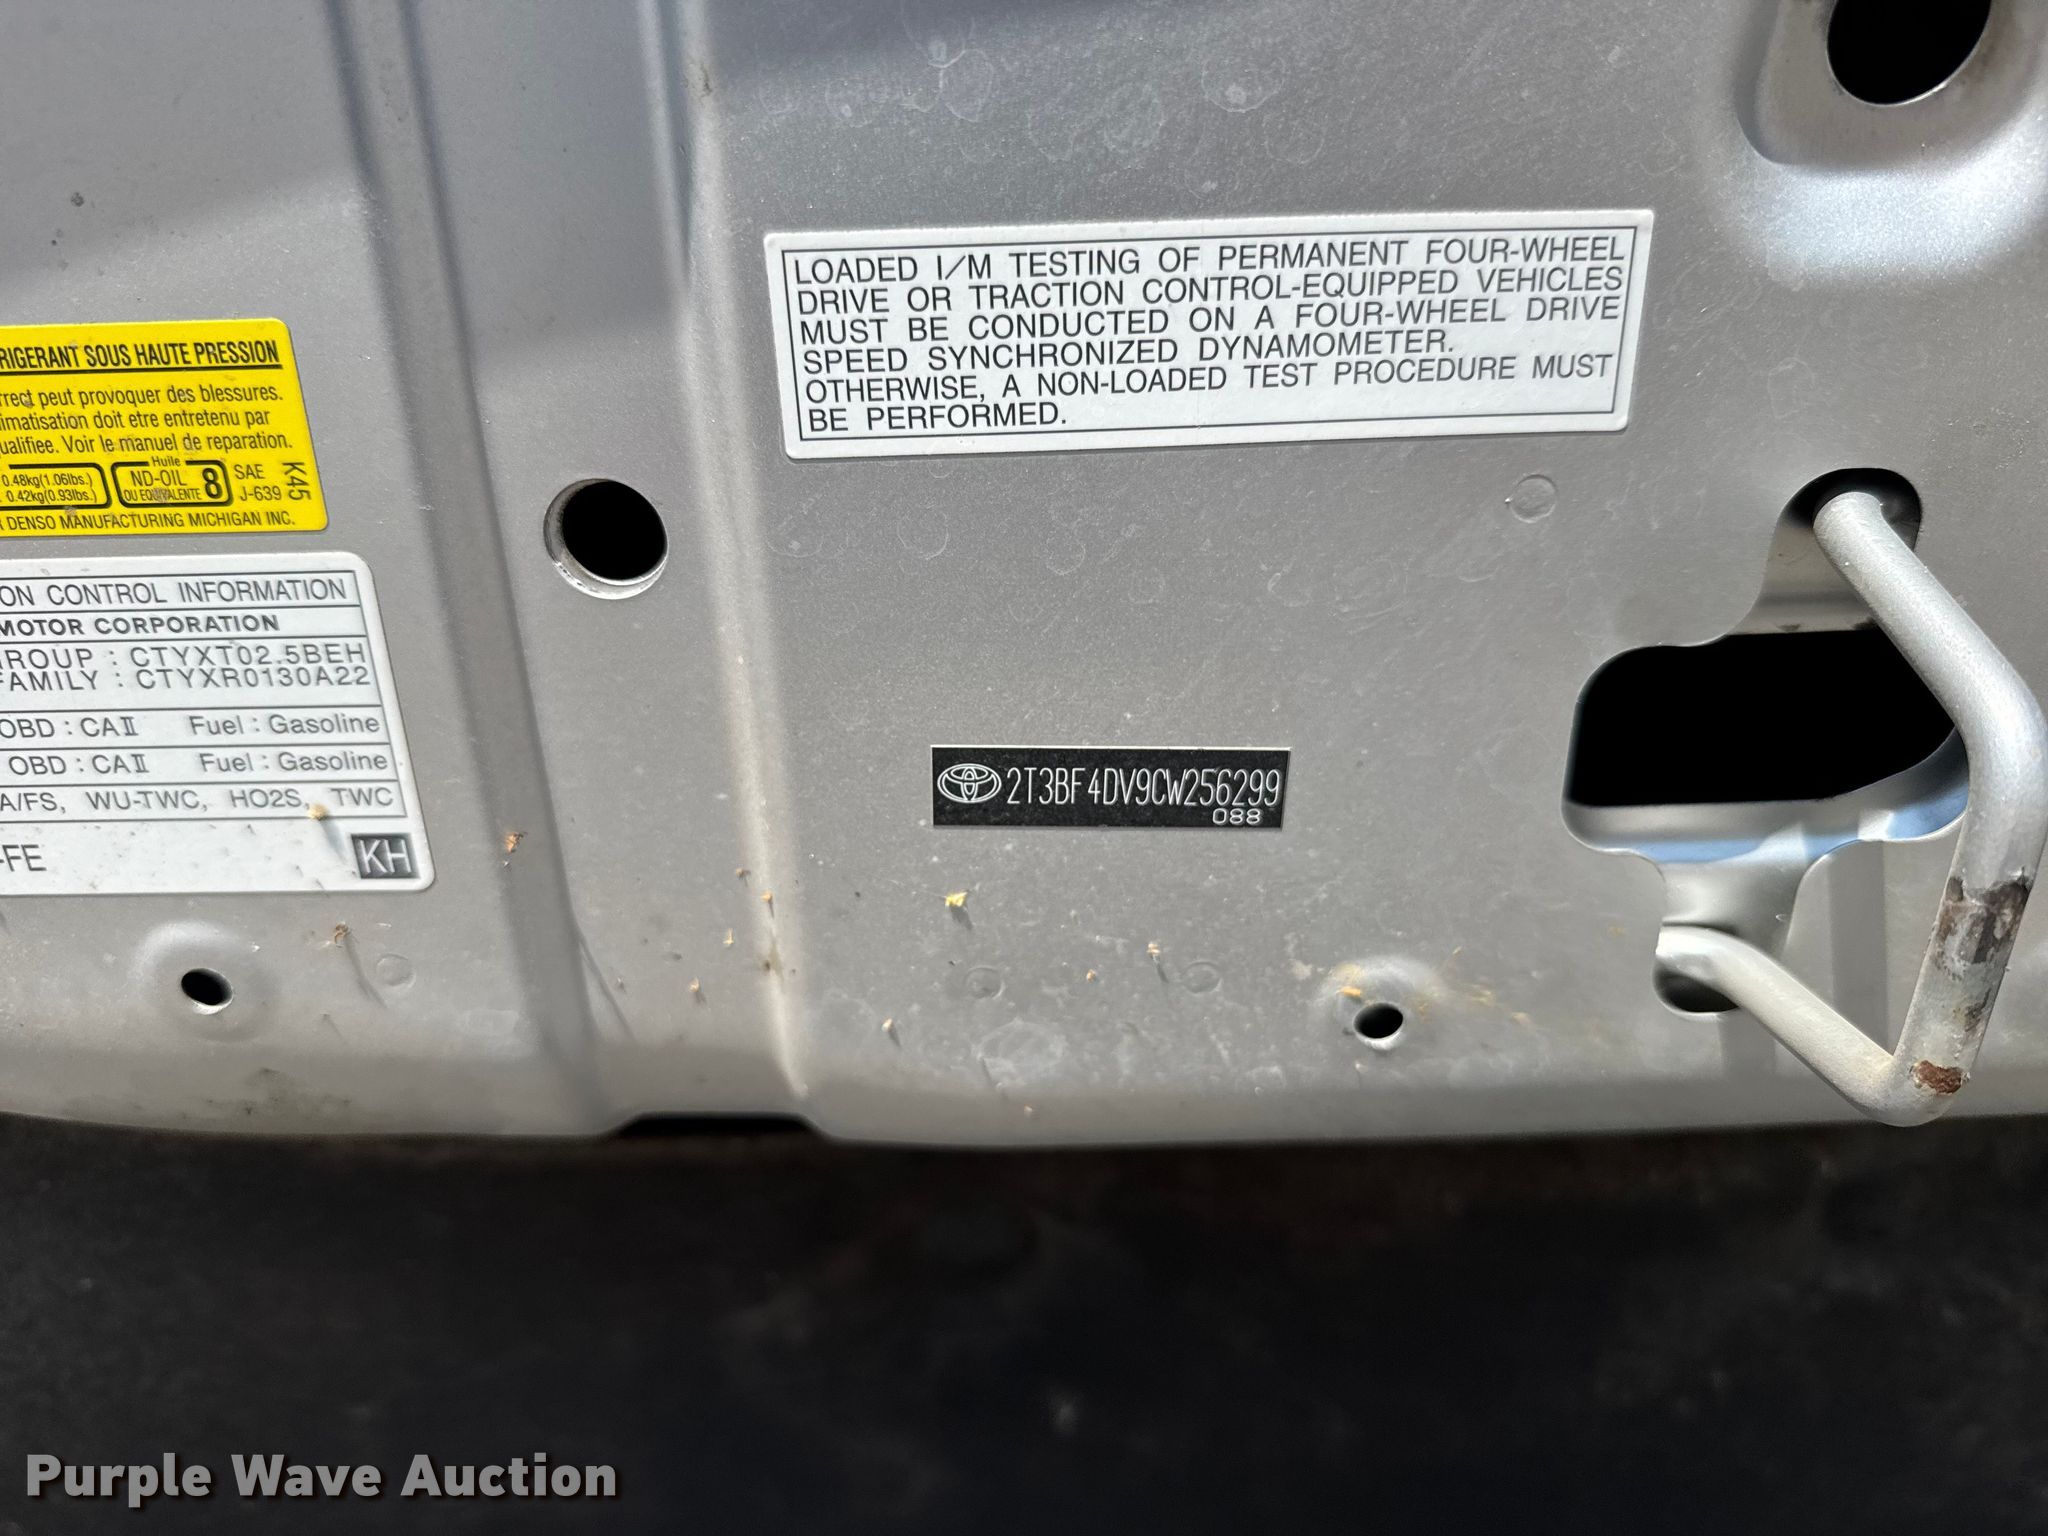 LOADED I/M TESTING OF PERMANENT FOUR-WHEEL
DRIVE OR TRACTION CONTROL-EQUIPPED VEHICLES
MUST BE CONDUCTED ON A FOUR-WHEEL DRIVE
SPEED SYNCHRONIZED DYNAMOMETER.
OTHERWISE, A NON-LOADED TEST PROCEDURE MUST
BE PERFORMED.
RIGERANT SOUS HAUTE PRESSION
rrect peut provoquer des blessures.
limatisation doit etre entretenu par
qualifiee. Voir le manuel de reparation.
0.48kg(1.06lbs.)
0.42kg(0.93lbs.)
Huile
ND-OIL 8
OU EQUIVALENTE
SAE
J-639
K45
DENSO MANUFACTURING MICHIGAN INC.
ON CONTROL INFORMATION
MOTOR CORPORATION
GROUP : CTYXT02.5BEH
FAMILY : CTYXR0130A22
OBD : CAⅡ Fuel : Gasoline
OBD : CAⅡ Fuel : Gasoline
A/FS, WU-TWC, HO2S, TWC
-FE
KH
2T3BF4DV9CW256299
088
Purple Wave Auction